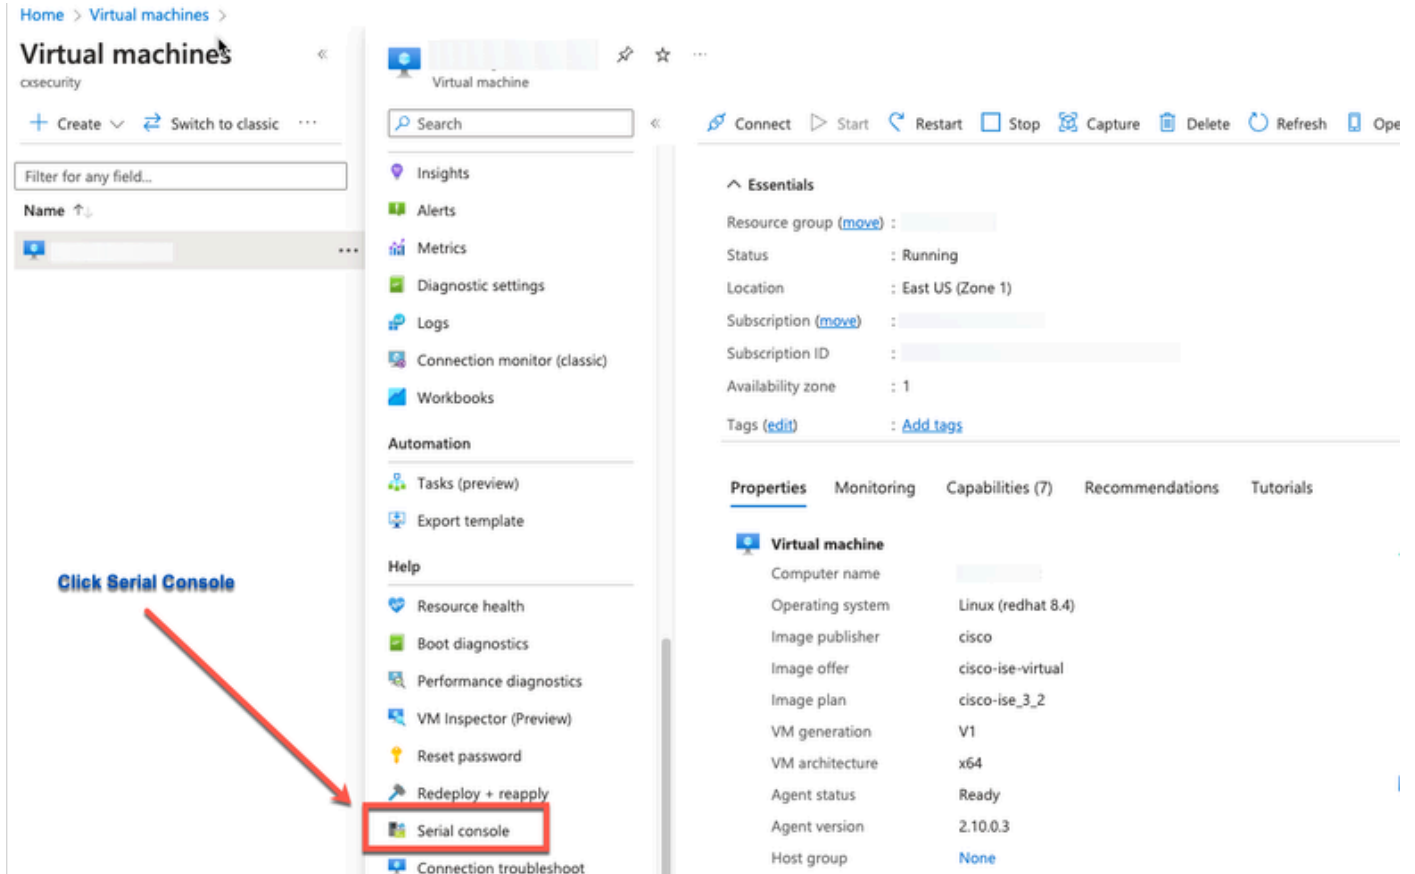 Home > Virtual machines >
Virtual machines «
cxsecurity
+ Create Switch to classic ...
Filter for any field...
Name ↑↓
...
Click Serial Console
...
Virtual machine
Search «
Insights
Alerts
Metrics
Diagnostic settings
Logs
Connection monitor (classic)
Workbooks
Automation
Tasks (preview)
Export template
Help
Resource health
Boot diagnostics
Performance diagnostics
VM Inspector (Preview)
Reset password
Redeploy + reapply
Serial console
Connection troubleshoot
Connect Start Restart Stop Capture Delete Refresh Ope
Essentials
Resource group (move) :
Status : Running
Location : East US (Zone 1)
Subscription (move) :
Subscription ID :
Availability zone : 1
Tags (edit) : Add tags
Properties Monitoring Capabilities (7) Recommendations Tutorials
Virtual machine
Computer name
Operating system Linux (redhat 8.4)
Image publisher cisco
Image offer cisco-ise-virtual
Image plan cisco-ise_3_2
VM generation V1
VM architecture x64
Agent status Ready
Agent version 2.10.0.3
Host group None